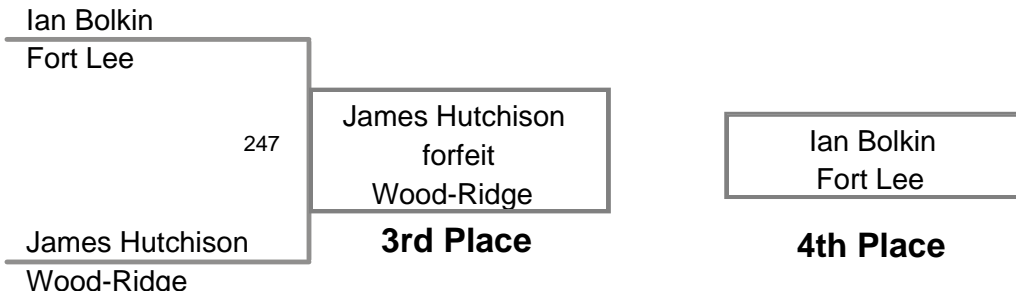 Ian Bolkin
Fort Lee
247
James Hutchison
forfeit
Wood-Ridge
3rd Place
James Hutchison
Wood-Ridge
Ian Bolkin
Fort Lee
4th Place